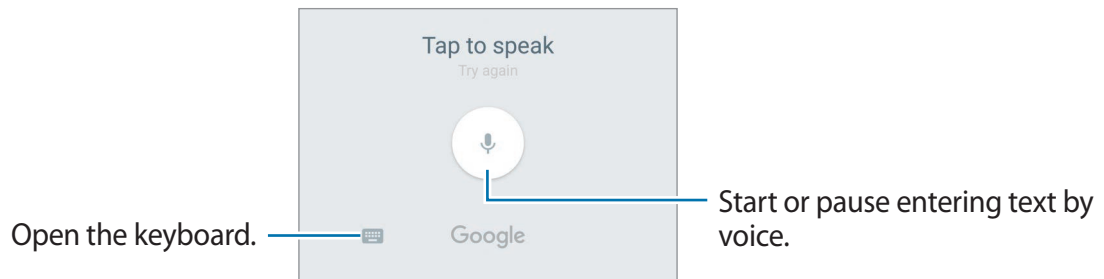 Tap to speak
Try again
Start or pause entering text by
voice.
Open the keyboard.
Google